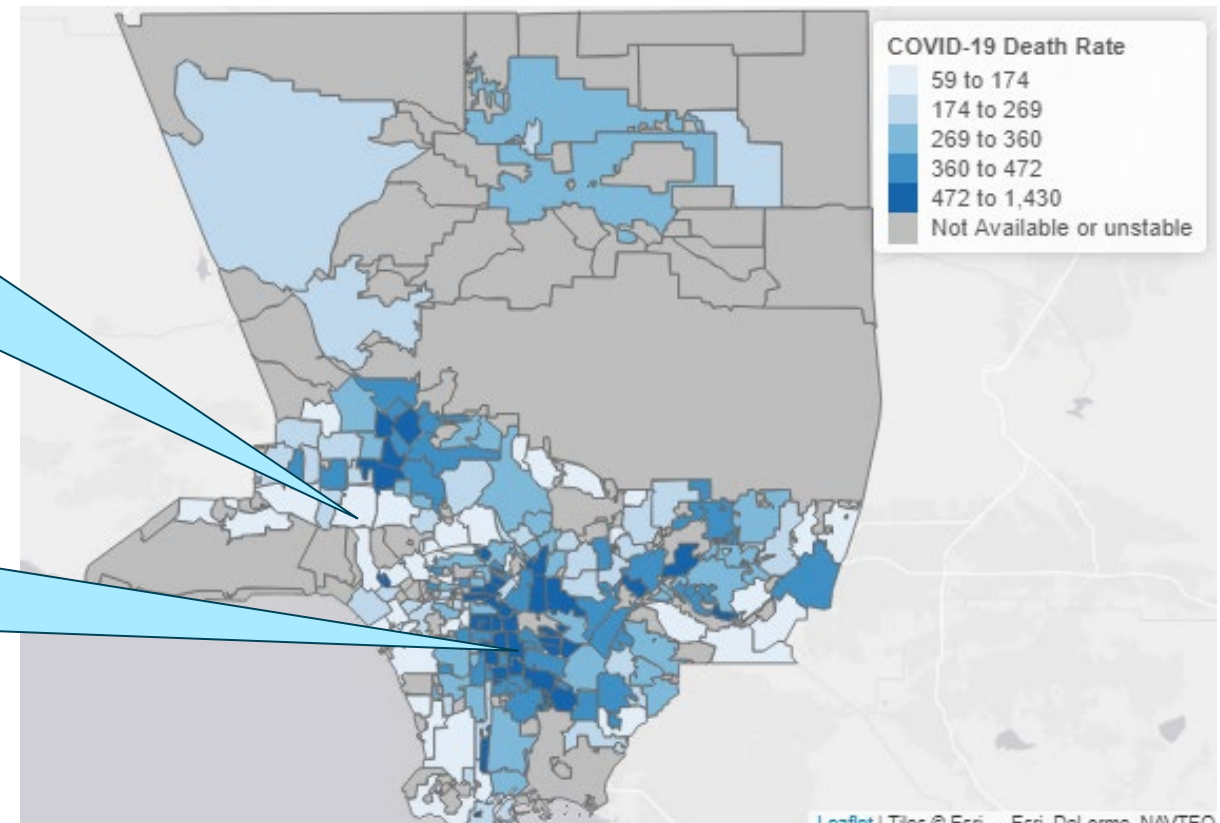 COVID-19 Death Rate
59 to 174
174 to 269
269 to 360
360 to 472
472 to 1,430
Not Available or unstable
Leaflet | Tiles © Esri — Esri, DeLorme, NAVTEQ